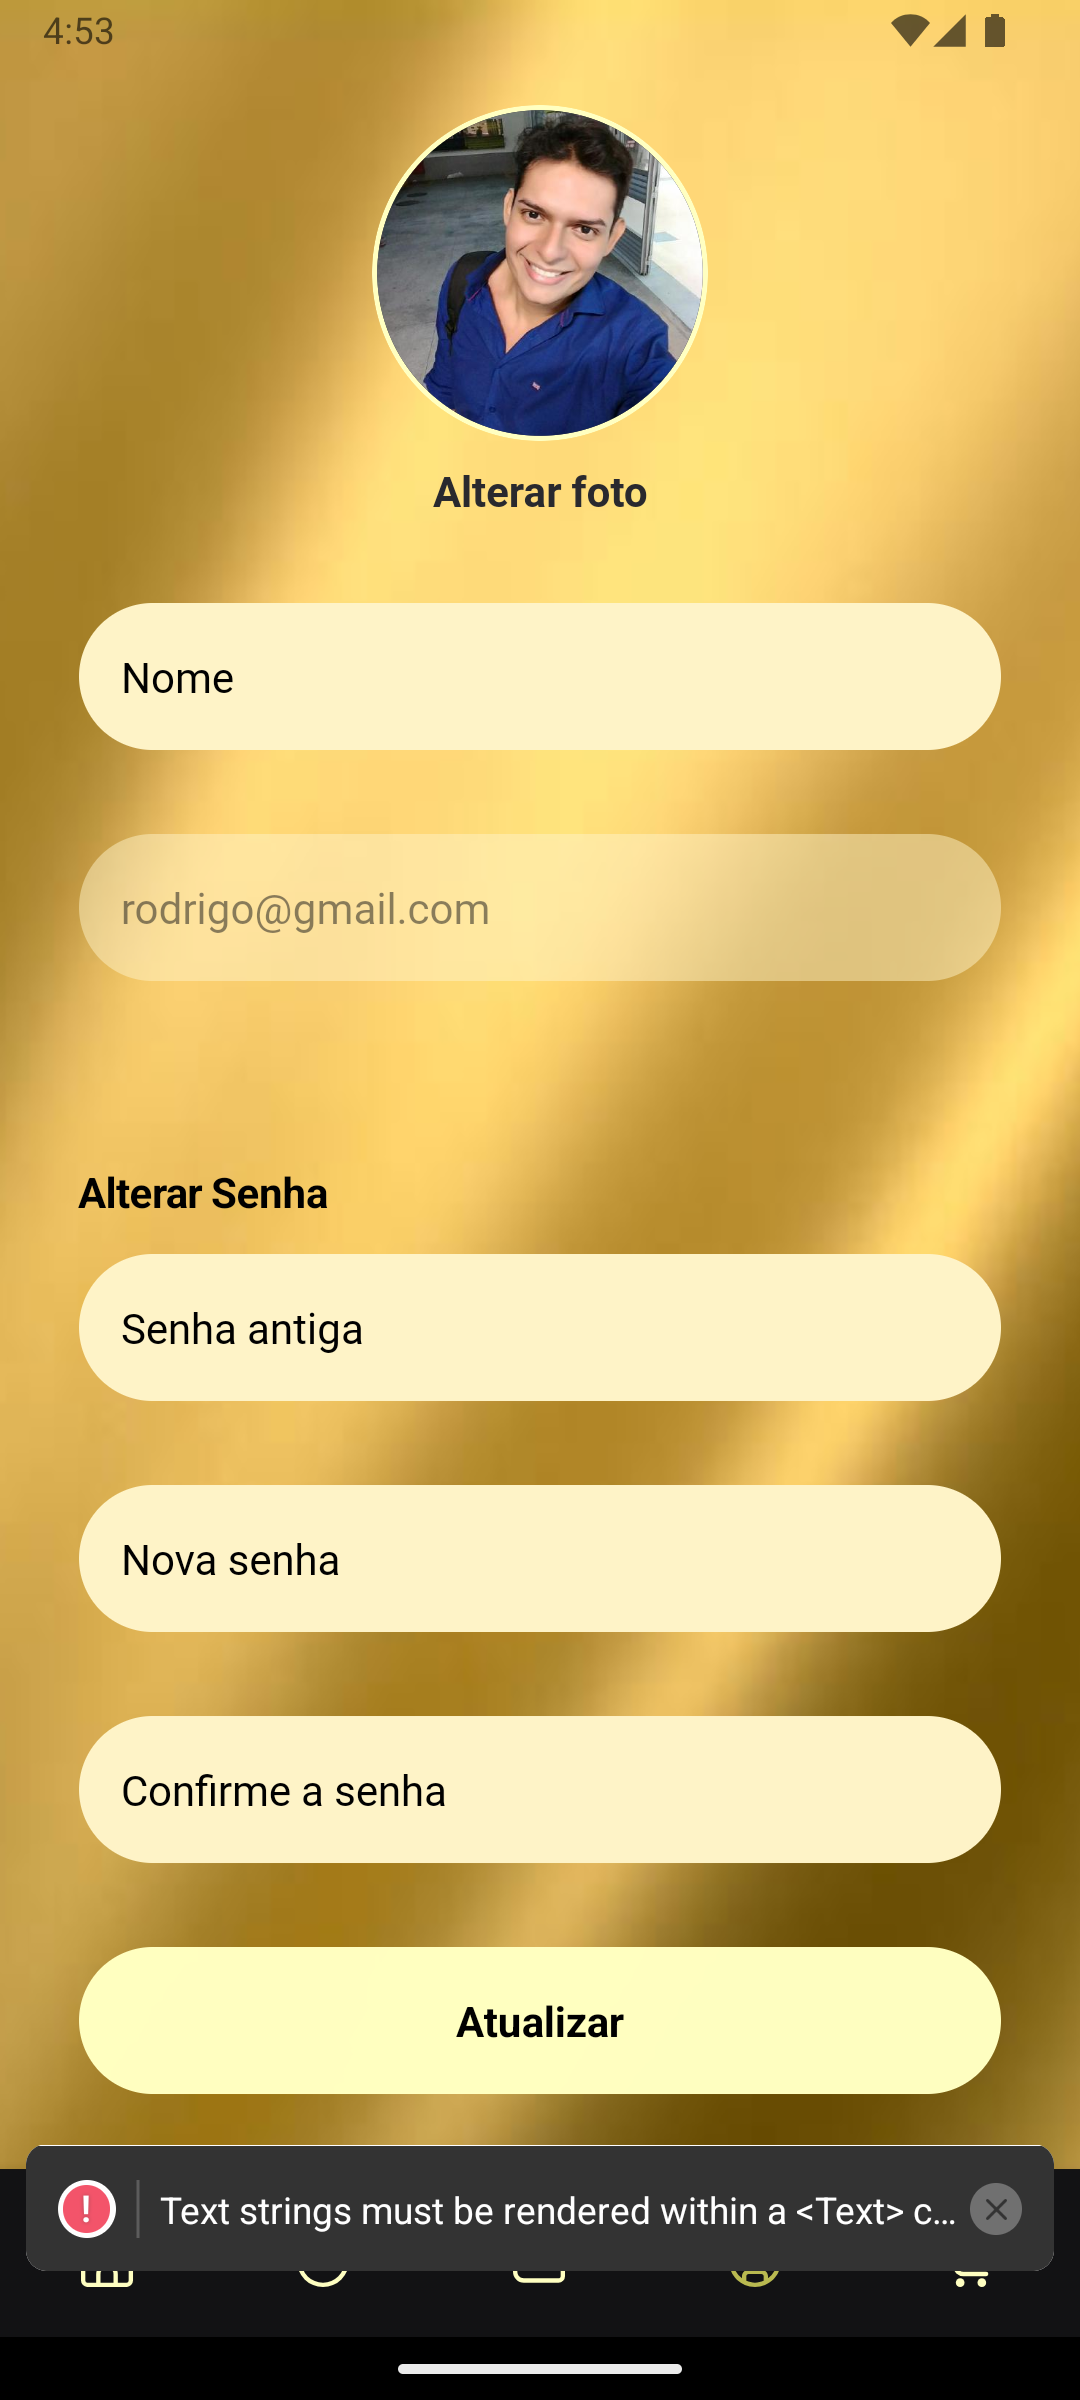 4:53
Alterar foto
Nome
rodrigo@gmail.com
Alterar Senha
Senha antiga
Nova senha
Confirme a senha
Atualizar
Text strings must be rendered within a <Text> c...